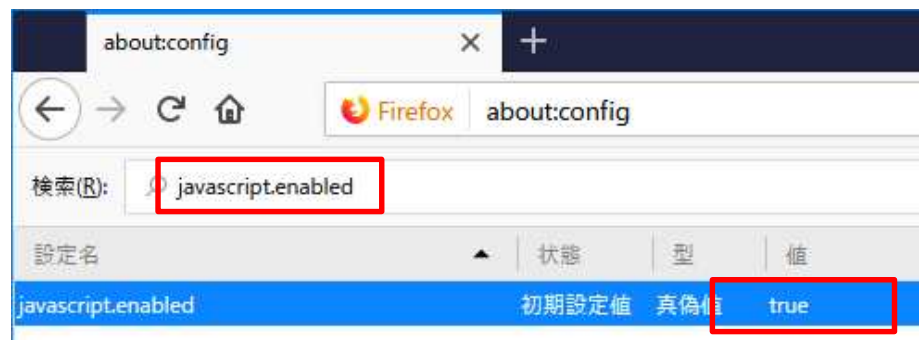 about:config
Firefox about:config
検索(R): javascript.enabled
設定名 状態 型 値
javascript.enabled 初期設定値 真偽値 true